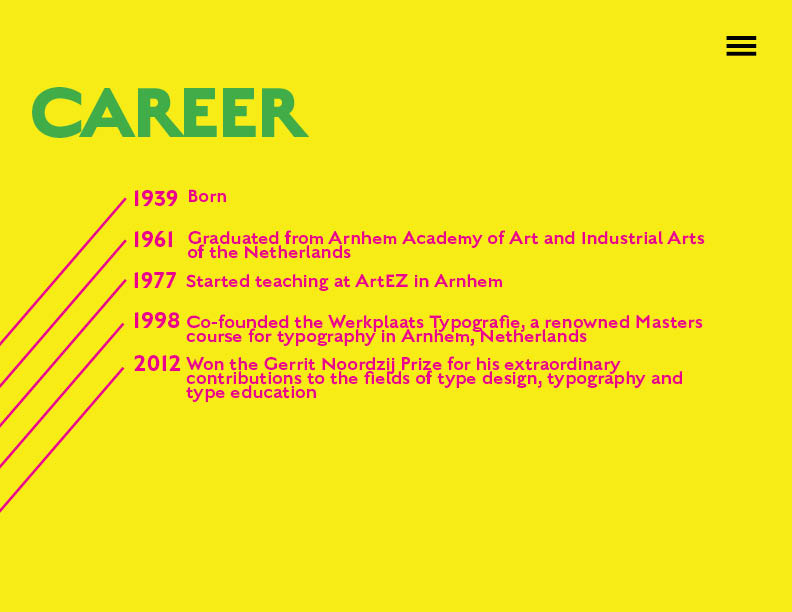 CAREER
1939 Born
1961 Graduated from Arnhem Academy of Art and Industrial Arts
of the Netherlands
1977 Started teaching at ArtEZ in Arnhem
1998 Co-founded the Werkplaats Typografie, a renowned Masters
course for typography in Arnhem, Netherlands
2012 Won the Gerrit Noordzij Prize for his extraordinary
contributions to the fields of type design, typography and
type education